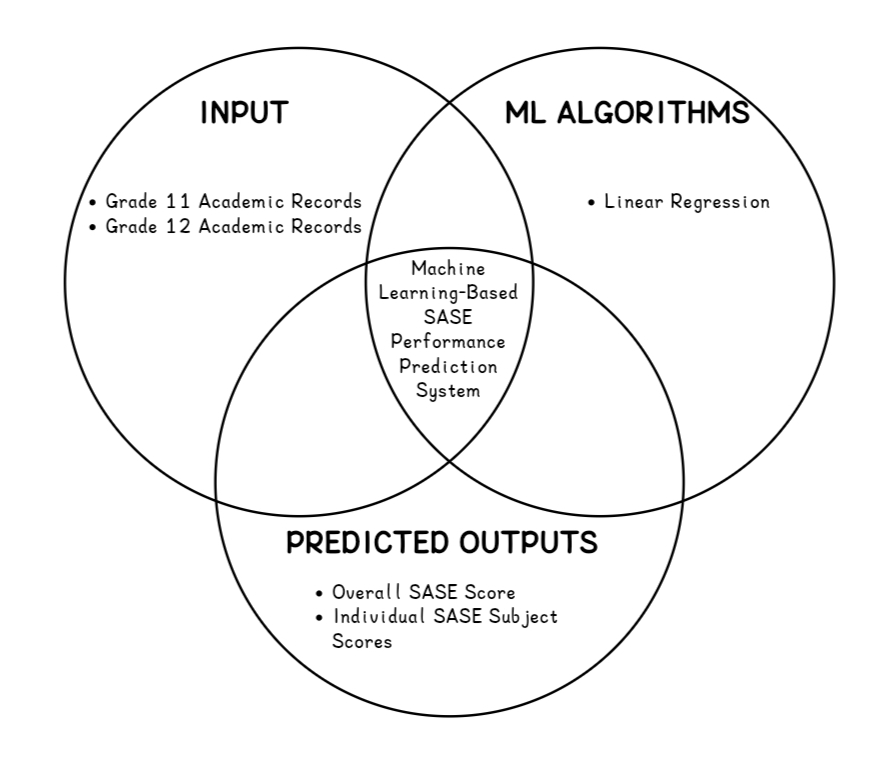 INPUT
ML ALGORITHMS
• Grade 11 Academic Records
• Grade 12 Academic Records
• Linear Regression
Machine
Learning-Based
SASE
Performance
Prediction
System
PREDICTED OUTPUTS
• Overall SASE Score
• Individual SASE Subject
Scores